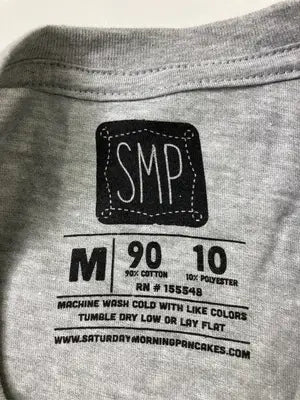 SMP
M 90 10
90% COTTON 10% POLYESTER
RN # 155548
MACHINE WASH COLD WITH LIKE COLORS
TUMBLE DRY LOW OR LAY FLAT
WWW.SATURDAYMORNINGPANCAKES.COM